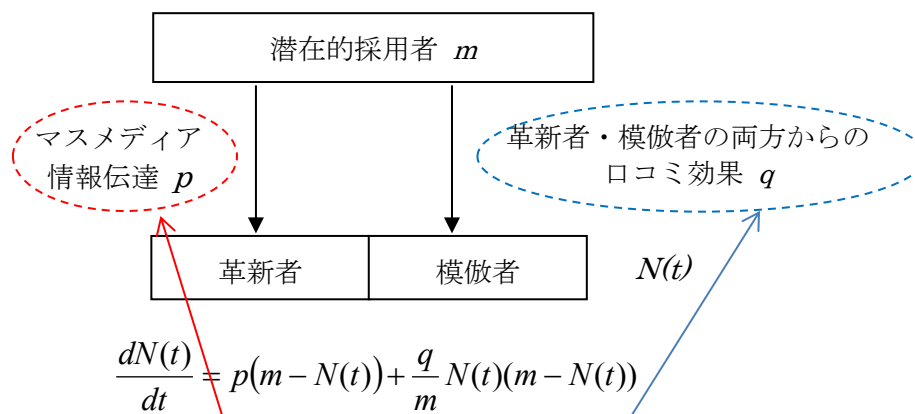 潜在的採用者 m
マスメディア
情報伝達 p
革新者・模倣者の両方からの
口コミ効果 q
革新者
模倣者
N(t)
dN(t)/dt = p(m − N(t)) + q/m N(t)(m − N(t))